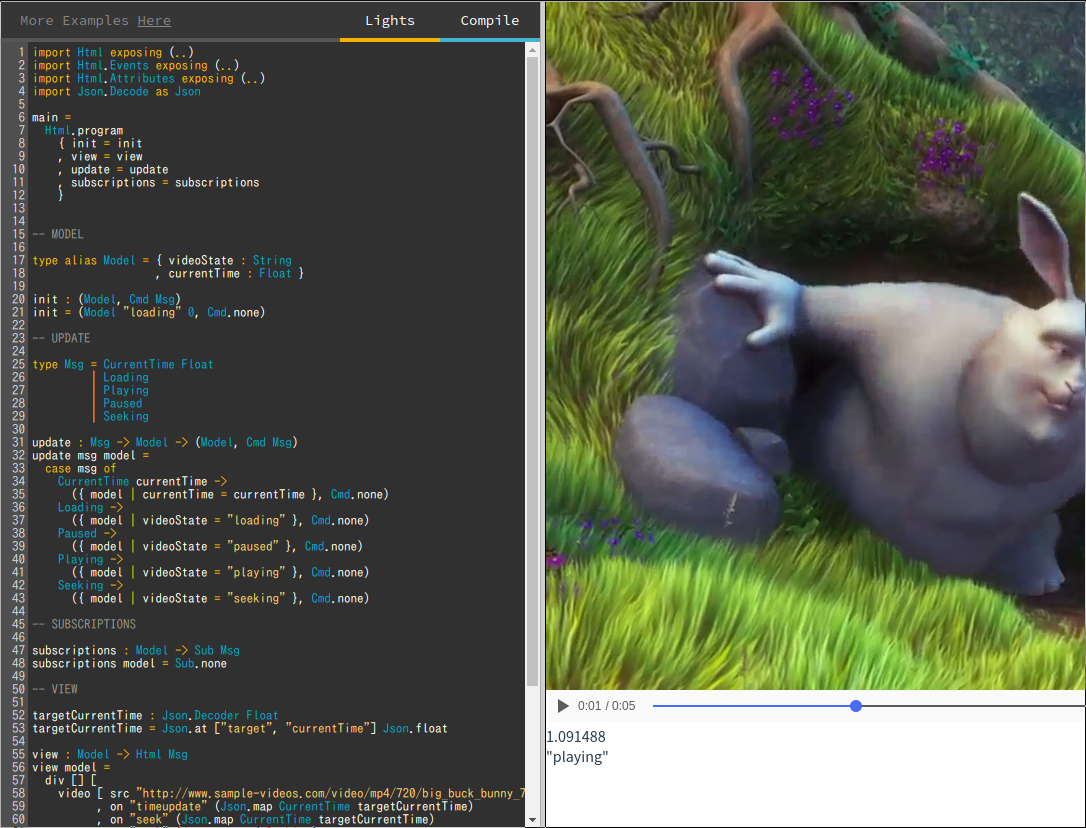 More Examples Here
Lights
Compile
1 import Html exposing (..)
2 import Html.Events exposing (..)
3 import Html.Attributes exposing (..)
4 import Json.Decode as Json
5
6 main =
7   Html.program
8     { init = init
9     , view = view
10     , update = update
11     , subscriptions = subscriptions
12     }
13
14
15 -- MODEL
16
17 type alias Model = { videoState : String
18                    , currentTime : Float }
19
20 init : (Model, Cmd Msg)
21 init = (Model "loading" 0, Cmd.none)
22
23 -- UPDATE
24
25 type Msg = CurrentTime Float
26          | Loading
27          | Playing
28          | Paused
29          | Seeking
30
31 update : Msg -> Model -> (Model, Cmd Msg)
32 update msg model =
33   case msg of
34     CurrentTime currentTime ->
35       ({ model | currentTime = currentTime }, Cmd.none)
36     Loading ->
37       ({ model | videoState = "loading" }, Cmd.none)
38     Paused ->
39       ({ model | videoState = "paused" }, Cmd.none)
40     Playing ->
41       ({ model | videoState = "playing" }, Cmd.none)
42     Seeking ->
43       ({ model | videoState = "seeking" }, Cmd.none)
44
45 -- SUBSCRIPTIONS
46
47 subscriptions : Model -> Sub Msg
48 subscriptions model = Sub.none
49
50 -- VIEW
51
52 targetCurrentTime : Json.Decoder Float
53 targetCurrentTime = Json.at ["target", "currentTime"] Json.float
54
55 view : Model -> Html Msg
56 view model =
57   div [] [
58     video [ src "http://www.sample-videos.com/video/mp4/720/big_buck_bunny_7
59           , on "timeupdate" (Json.map CurrentTime targetCurrentTime)
60           , on "seek" (Json.map CurrentTime targetCurrentTime)
0:01 / 0:05
1.091488
"playing"